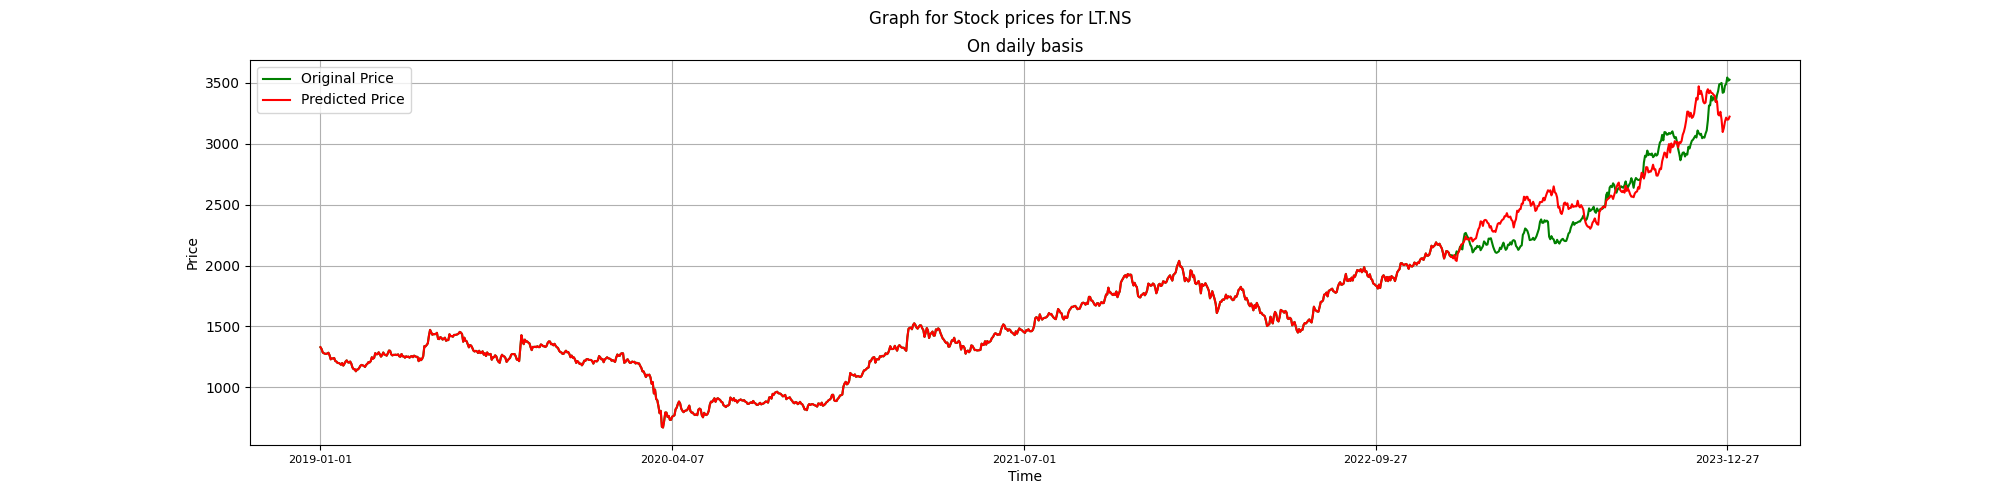 Graph for Stock prices for LT.NS
On daily basis
Original Price
Predicted Price
3500
3000
2500
2000
1500
1000
Price
2019-01-01
2020-04-07
2021-07-01
2022-09-27
2023-12-27
Time